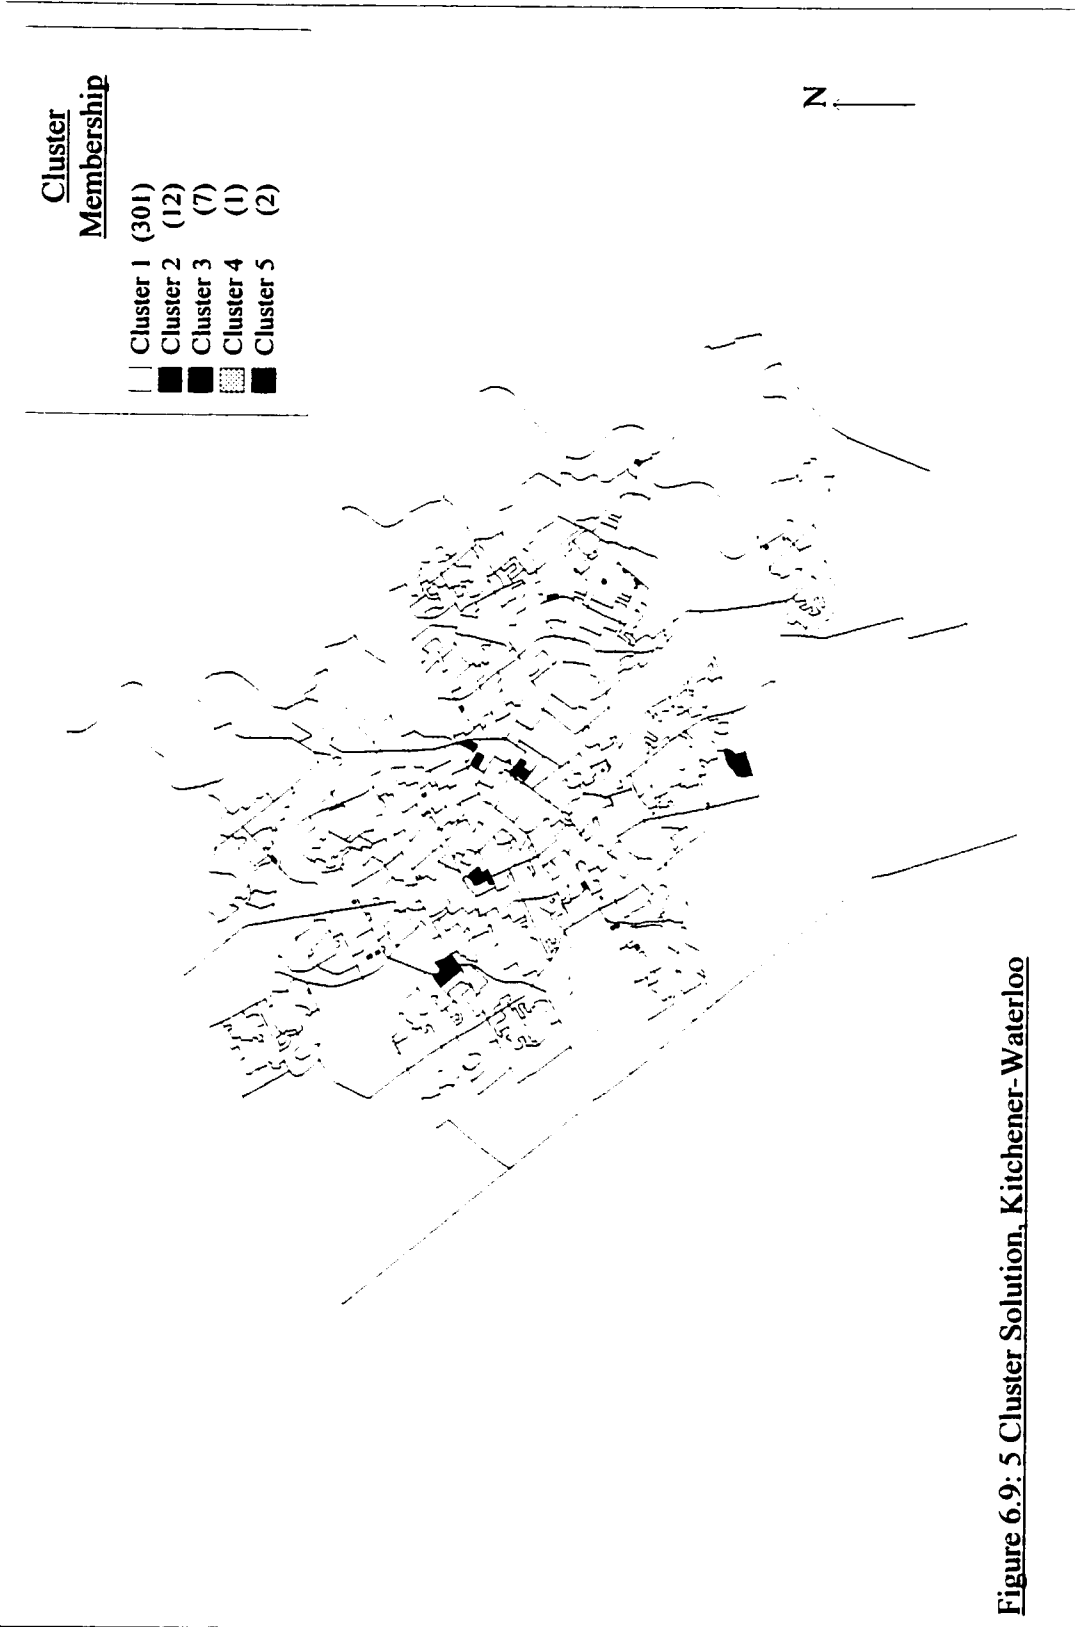 Cluster
Membership
Cluster 1 (301)
Cluster 2 (12)
Cluster 3 (7)
Cluster 4 (1)
Cluster 5 (2)
N
Figure 6.9: 5 Cluster Solution, Kitchener-Waterloo